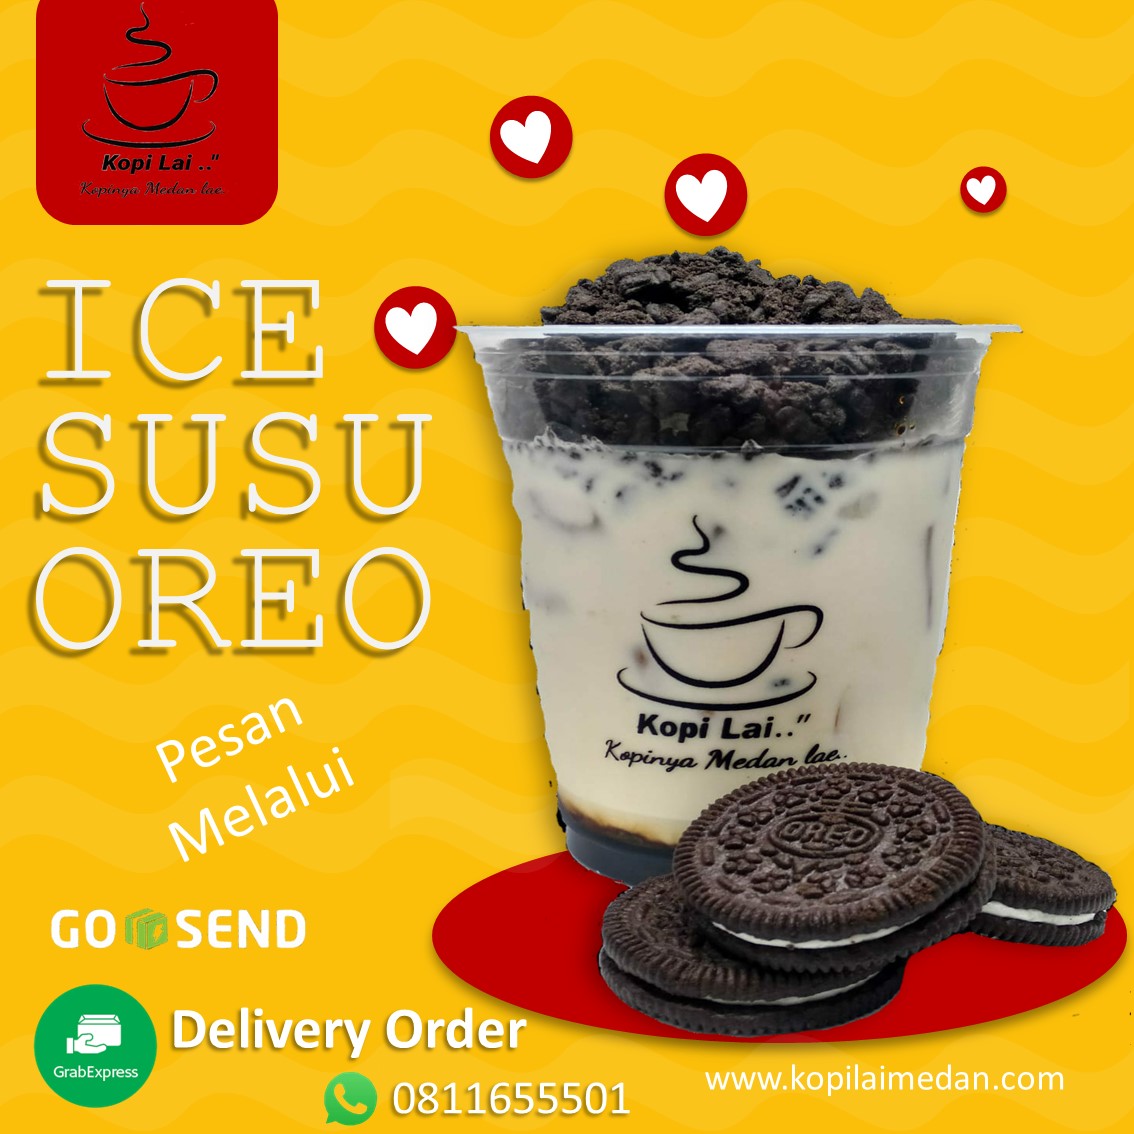 Kopi Lai .."
Kopinya Medan lae..
ICE
SUSU
OREO
Kopi Lai.."
Kopinya Medan lae..
Pesan
Melalui
OREO
GO SEND
GrabExpress
Delivery Order
0811655501
www.kopilaimedan.com